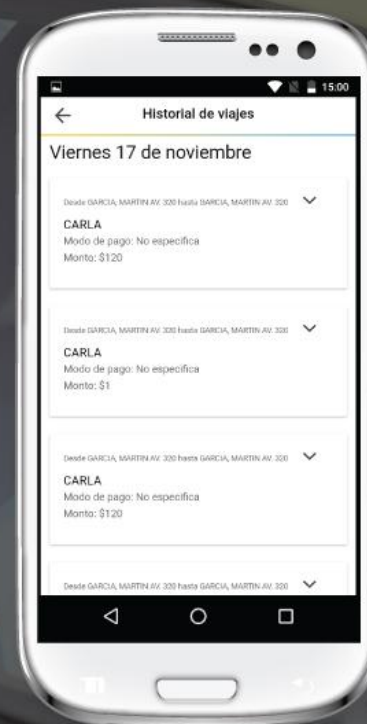 15:00
Historial de viajes
Viernes 17 de noviembre
Desde GARCIA, MARTIN AV. 320 hasta GARCIA, MARTIN AV. 320
CARLA
Modo de pago: No especifica
Monto: $120
Desde GARCIA, MARTIN AV. 320 hasta GARCIA, MARTIN AV. 320
CARLA
Modo de pago: No especifica
Monto: $1
Desde GARCIA, MARTIN AV. 320 hasta GARCIA, MARTIN AV. 320
CARLA
Modo de pago: No especifica
Monto: $120
Desde GARCIA, MARTIN AV. 320 hasta GARCIA, MARTIN AV. 320